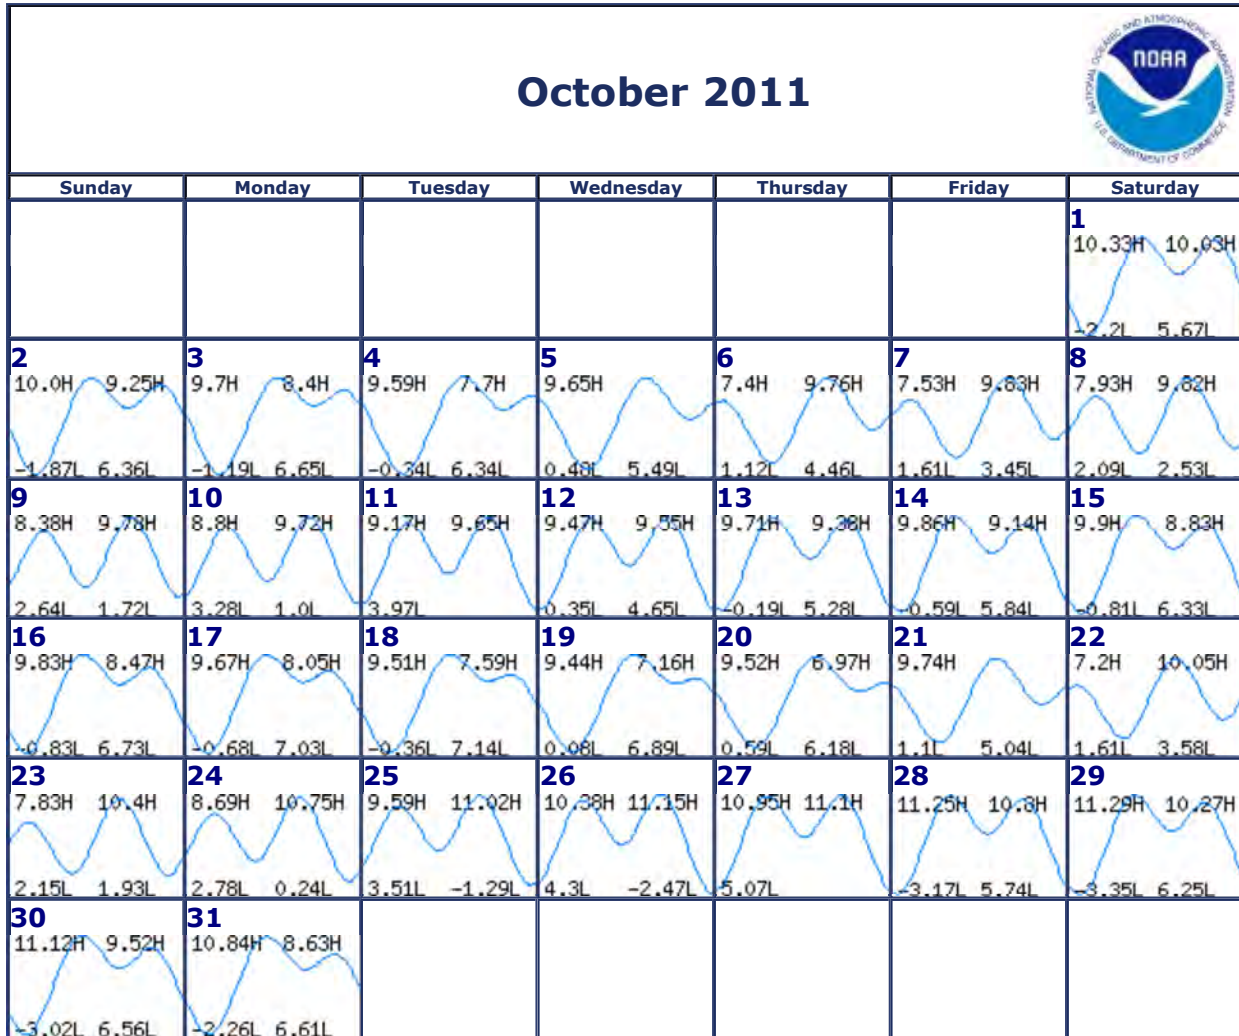 October 2011
NATIONAL OCEANIC AND ATMOSPHERIC ADMINISTRATION
U.S. DEPARTMENT OF COMMERCE
NOAA
Sunday Monday Tuesday Wednesday Thursday Friday Saturday
1
10.33H 10.03H
-2.2L 5.67L
2 3 4 5 6 7 8
10.0H 9.25H 9.7H 8.4H 9.59H 7.7H 9.65H 7.4H 9.76H 7.53H 9.83H 7.93H 9.82H
-1.87L 6.36L -1.19L 6.65L -0.34L 6.34L 0.48L 5.49L 1.12L 4.46L 1.61L 3.45L 2.09L 2.53L
9 10 11 12 13 14 15
8.38H 9.78H 8.8H 9.72H 9.17H 9.65H 9.47H 9.55H 9.71H 9.38H 9.86H 9.14H 9.9H 8.83H
2.64L 1.72L 3.28L 1.0L 3.97L 0.35L 4.65L -0.19L 5.28L -0.59L 5.84L -0.81L 6.33L
16 17 18 19 20 21 22
9.83H 8.47H 9.67H 8.05H 9.51H 7.59H 9.44H 7.16H 9.52H 6.97H 9.74H 7.2H 10.05H
-0.83L 6.73L -0.68L 7.03L -0.36L 7.14L 0.08L 6.89L 0.59L 6.18L 1.1L 5.04L 1.61L 3.58L
23 24 25 26 27 28 29
7.83H 10.4H 8.69H 10.75H 9.59H 11.02H 10.38H 11.15H 10.95H 11.1H 11.25H 10.8H 11.29H 10.27H
2.15L 1.93L 2.78L 0.24L 3.51L -1.29L 4.3L -2.47L 5.07L -3.17L 5.74L -3.35L 6.25L
30 31
11.12H 9.52H 10.84H 8.63H
-3.02L 6.56L -2.26L 6.61L